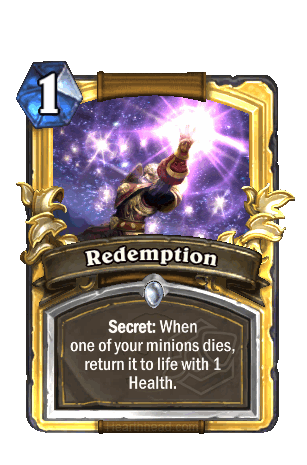 1
Redemption
Secret: When
one of your minions dies,
return it to life with 1
Health.